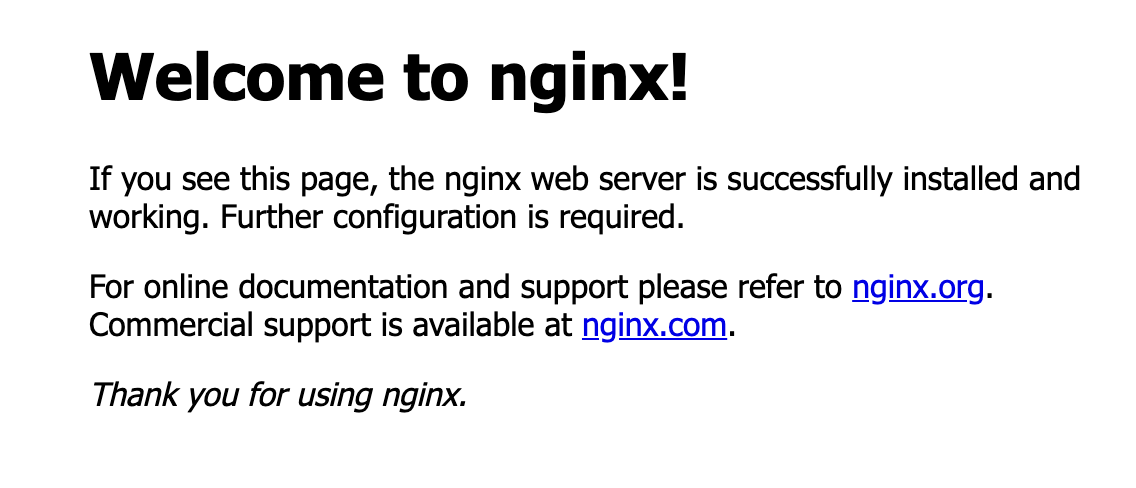 Welcome to nginx!
If you see this page, the nginx web server is successfully installed and
working. Further configuration is required.
For online documentation and support please refer to nginx.org.
Commercial support is available at nginx.com.
Thank you for using nginx.